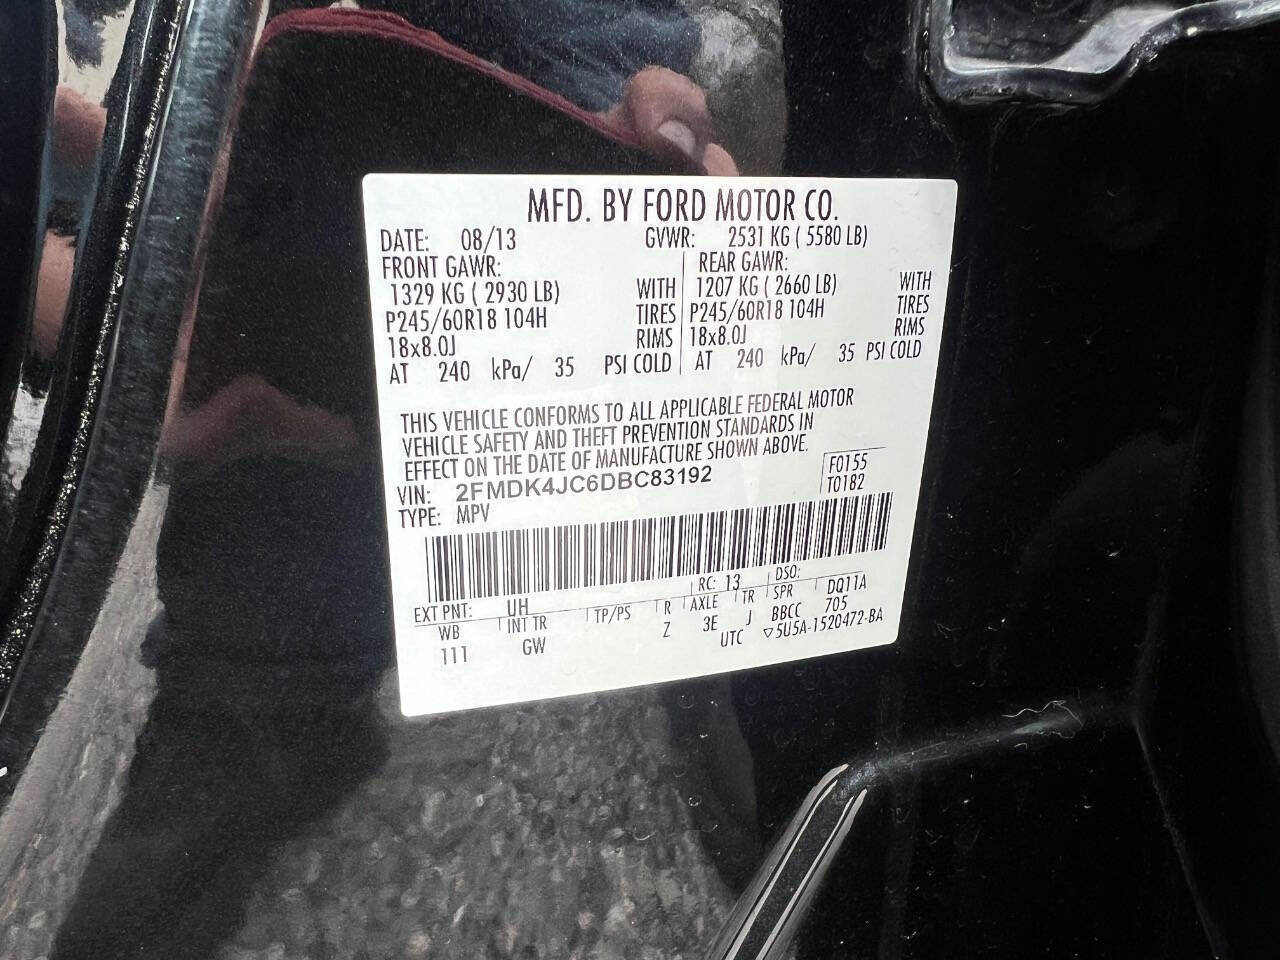 MFD. BY FORD MOTOR CO.
DATE: 08/13 GVWR: 2531 KG ( 5580 LB)
FRONT GAWR: REAR GAWR:
1329 KG ( 2930 LB) WITH 1207 KG ( 2660 LB) WITH
P245/60R18 104H TIRES P245/60R18 104H TIRES
18x8.0J RIMS 18x8.0J RIMS
AT 240 kPa/ 35 PSI COLD AT 240 kPa/ 35 PSI COLD
THIS VEHICLE CONFORMS TO ALL APPLICABLE FEDERAL MOTOR
VEHICLE SAFETY AND THEFT PREVENTION STANDARDS IN
EFFECT ON THE DATE OF MANUFACTURE SHOWN ABOVE.
VIN: 2FMDK4JC6DBC83192 F0155
TYPE: MPV T0182
EXT PNT: UH RC: 13 DSO:
WB INT TR TP/PS R AXLE TR SPR DQ11A
111 GW Z 3E J BBCC 705
UTC ▽5U5A-1520472-BA